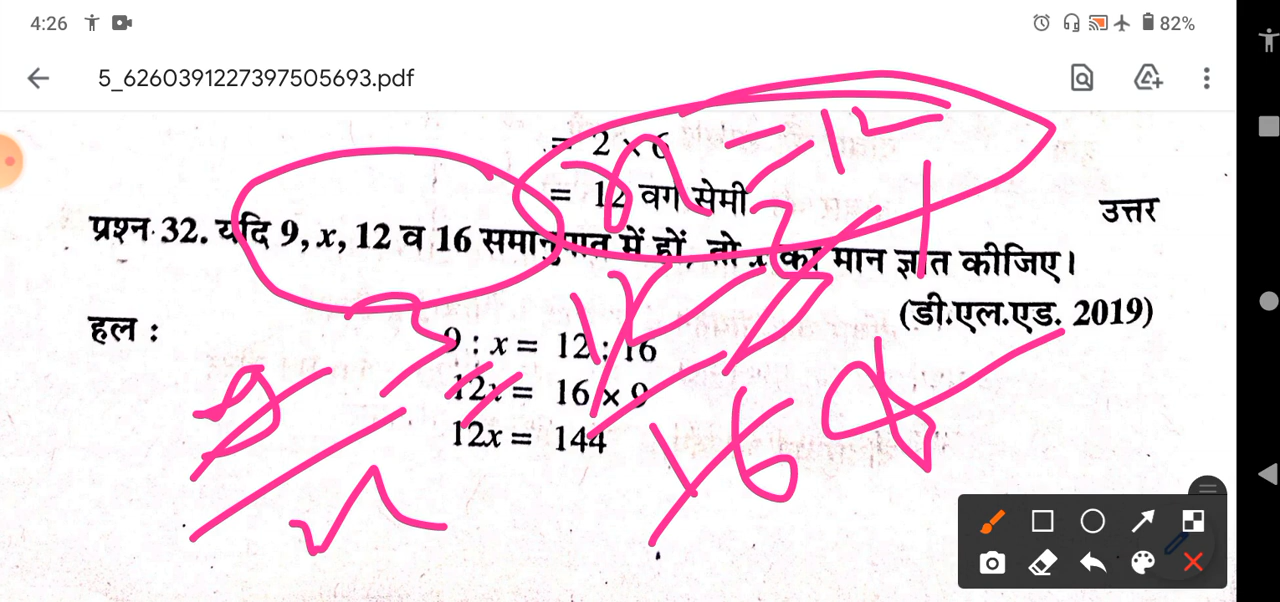 4:26 82%
5_6260391227397505693.pdf
= 2 × 6
= 12 वर्ग सेमी
उत्तर
प्रश्न 32. यदि 9, x, 12 व 16 समानुपात में हों, तो x का मान ज्ञात कीजिए।
(डी.एल.एड. 2019)
हल :
9 : x = 12 : 16
12x = 16 × 9
12x = 144